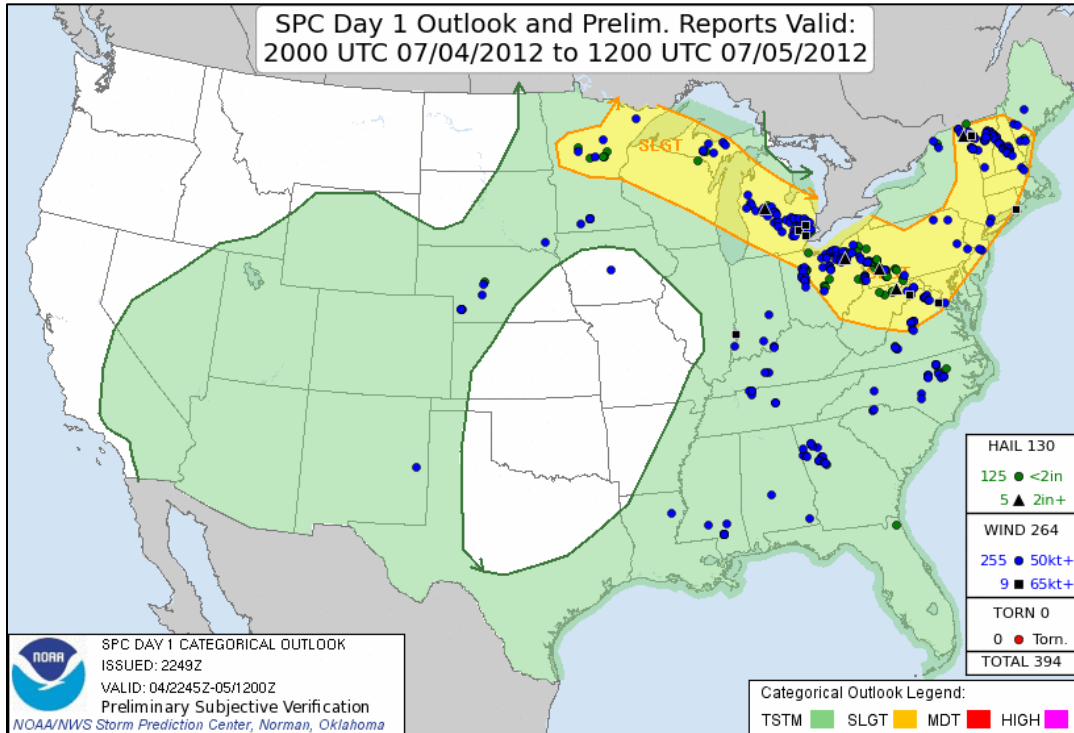 SPC Day 1 Outlook and Prelim. Reports Valid:
2000 UTC 07/04/2012 to 1200 UTC 07/05/2012
SLGT
HAIL 130
125 <2in
5 2in+
WIND 264
255 50kt+
9 65kt+
TORN 0
0 Torn.
TOTAL 394
NOAA
SPC DAY 1 CATEGORICAL OUTLOOK
ISSUED: 2249Z
VALID: 04/2245Z-05/1200Z
Preliminary Subjective Verification
NOAA/NWS Storm Prediction Center, Norman, Oklahoma
Categorical Outlook Legend:
TSTM SLGT MDT HIGH